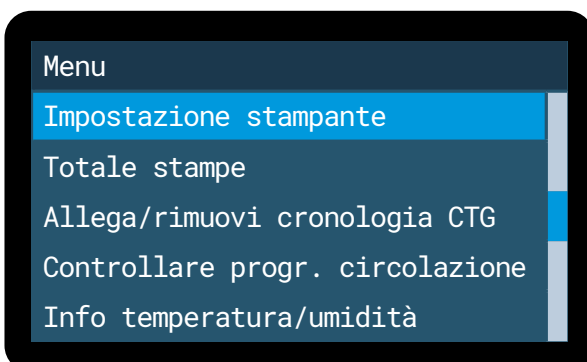 Menu
Impostazione stampante
Totale stampe
Allega/rimuovi cronologia CTG
Controllare progr. circolazione
Info temperatura/umidità